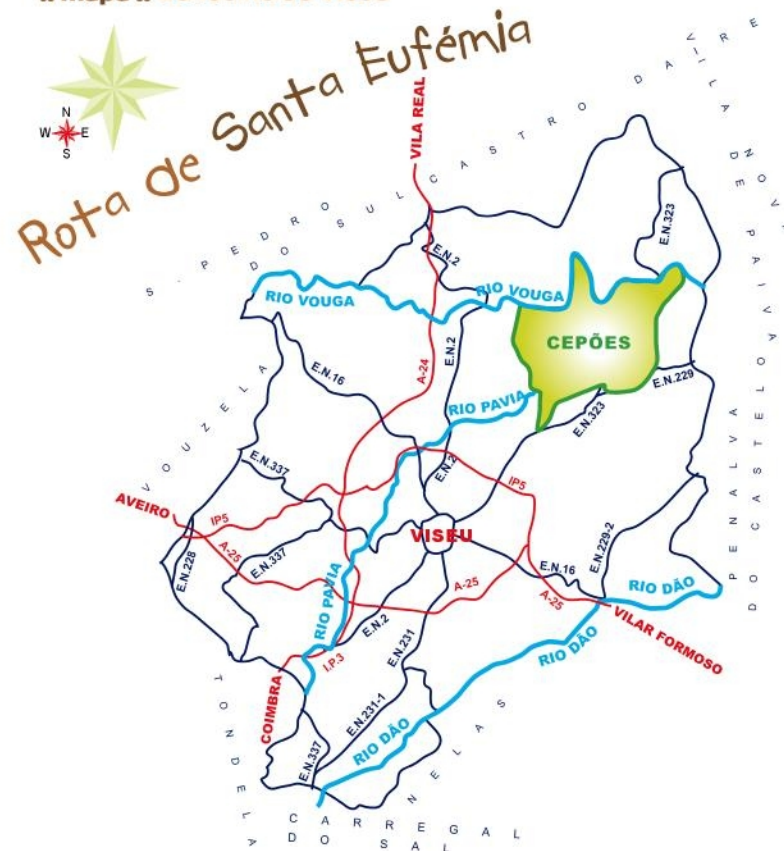 Rota de Santa Eufémia
N
W E
S
VILA REAL
CASTRO DAIRE
VILA NOVA DE PAIVA
S. PEDRO DO SUL
E.N.323
E.N.2
RIO VOUGA
RIO VOUGA
CEPÕES
E.N.2
A-24
E.N.16
E.N.229
RIO PAVIA
E.N.323
VOUZELA
E.N.2
E.N.337
IP5
PENALVA DO CASTELO
AVEIRO
IP5
VISEU
A-25
E.N.337
E.N.228
E.N.229-2
E.N.16
RIO PAVIA
A-25
A-25
RIO DÃO
VILAR FORMOSO
E.N.2
E.N.231
RIO DÃO
I.P.3
COIMBRA
TONDELA
E.N.231-1
RIO DÃO
E.N.337
NELAS
CARREGAL
DO SAL